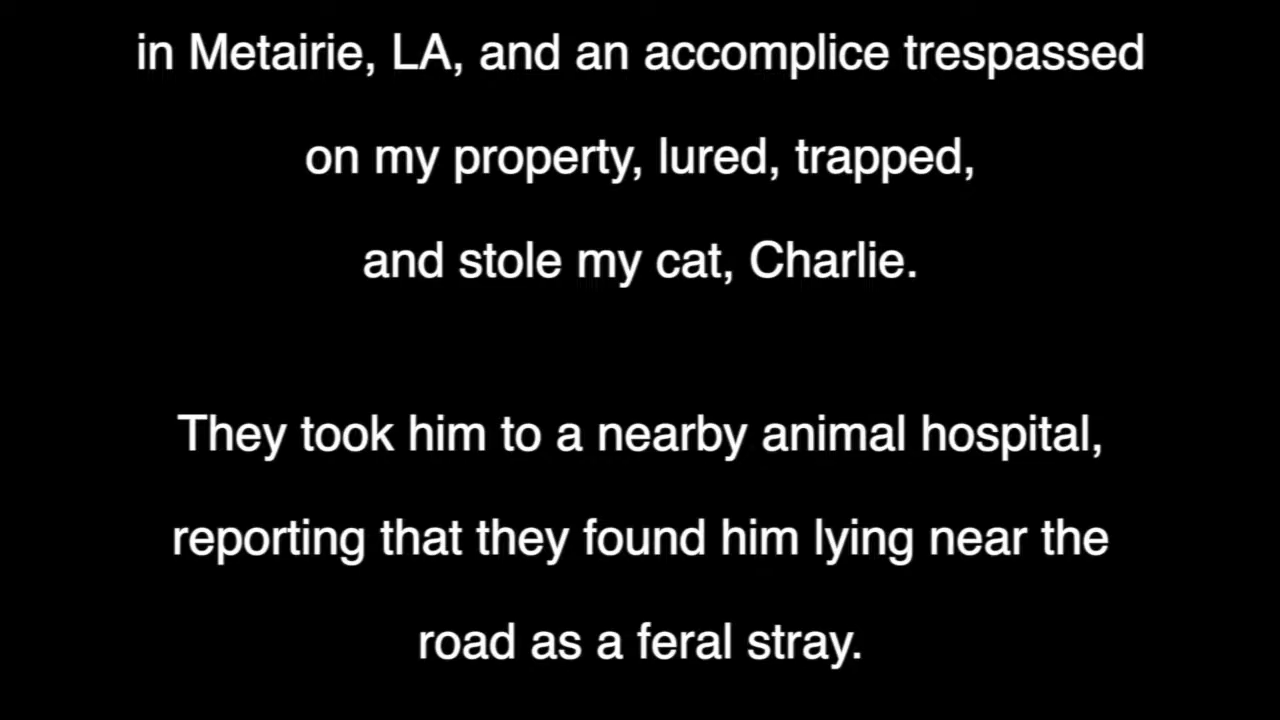 in Metairie, LA, and an accomplice trespassed
on my property, lured, trapped,
and stole my cat, Charlie.
They took him to a nearby animal hospital,
reporting that they found him lying near the
road as a feral stray.